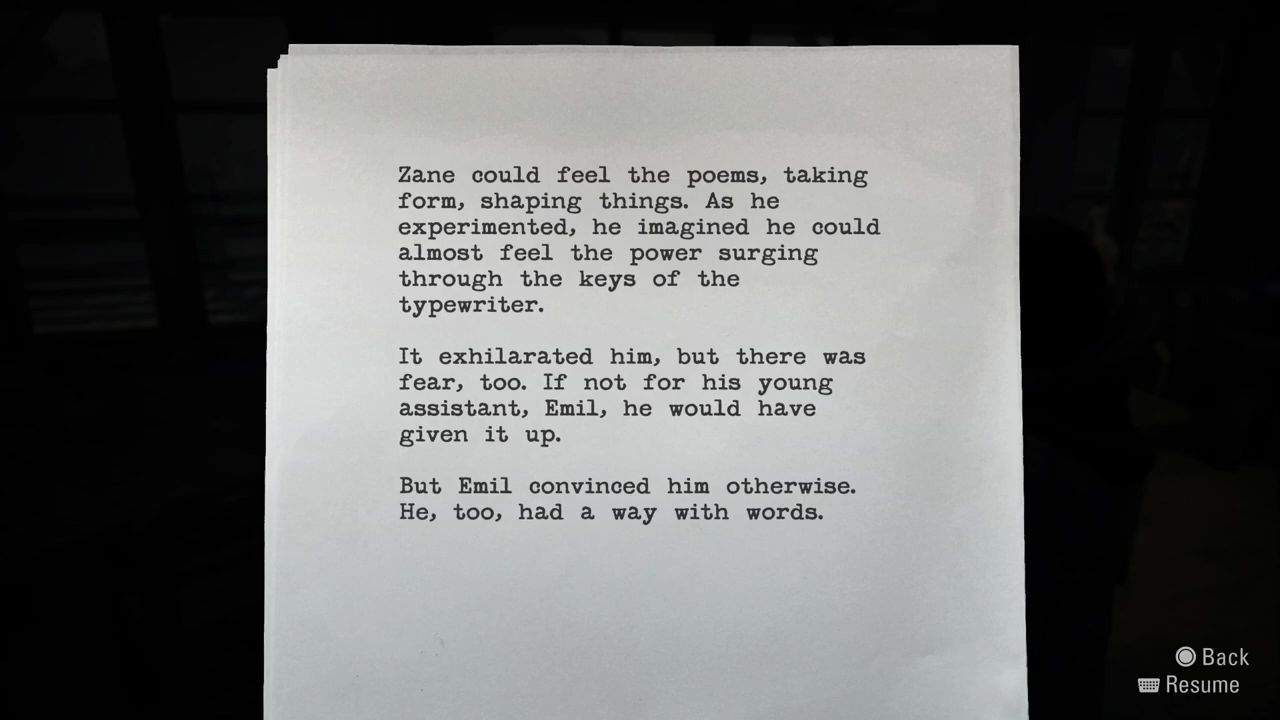 Zane could feel the poems, taking
form, shaping things. As he
experimented, he imagined he could
almost feel the power surging
through the keys of the
typewriter.
It exhilarated him, but there was
fear, too. If not for his young
assistant, Emil, he would have
given it up.
But Emil convinced him otherwise.
He, too, had a way with words.
Back
Resume